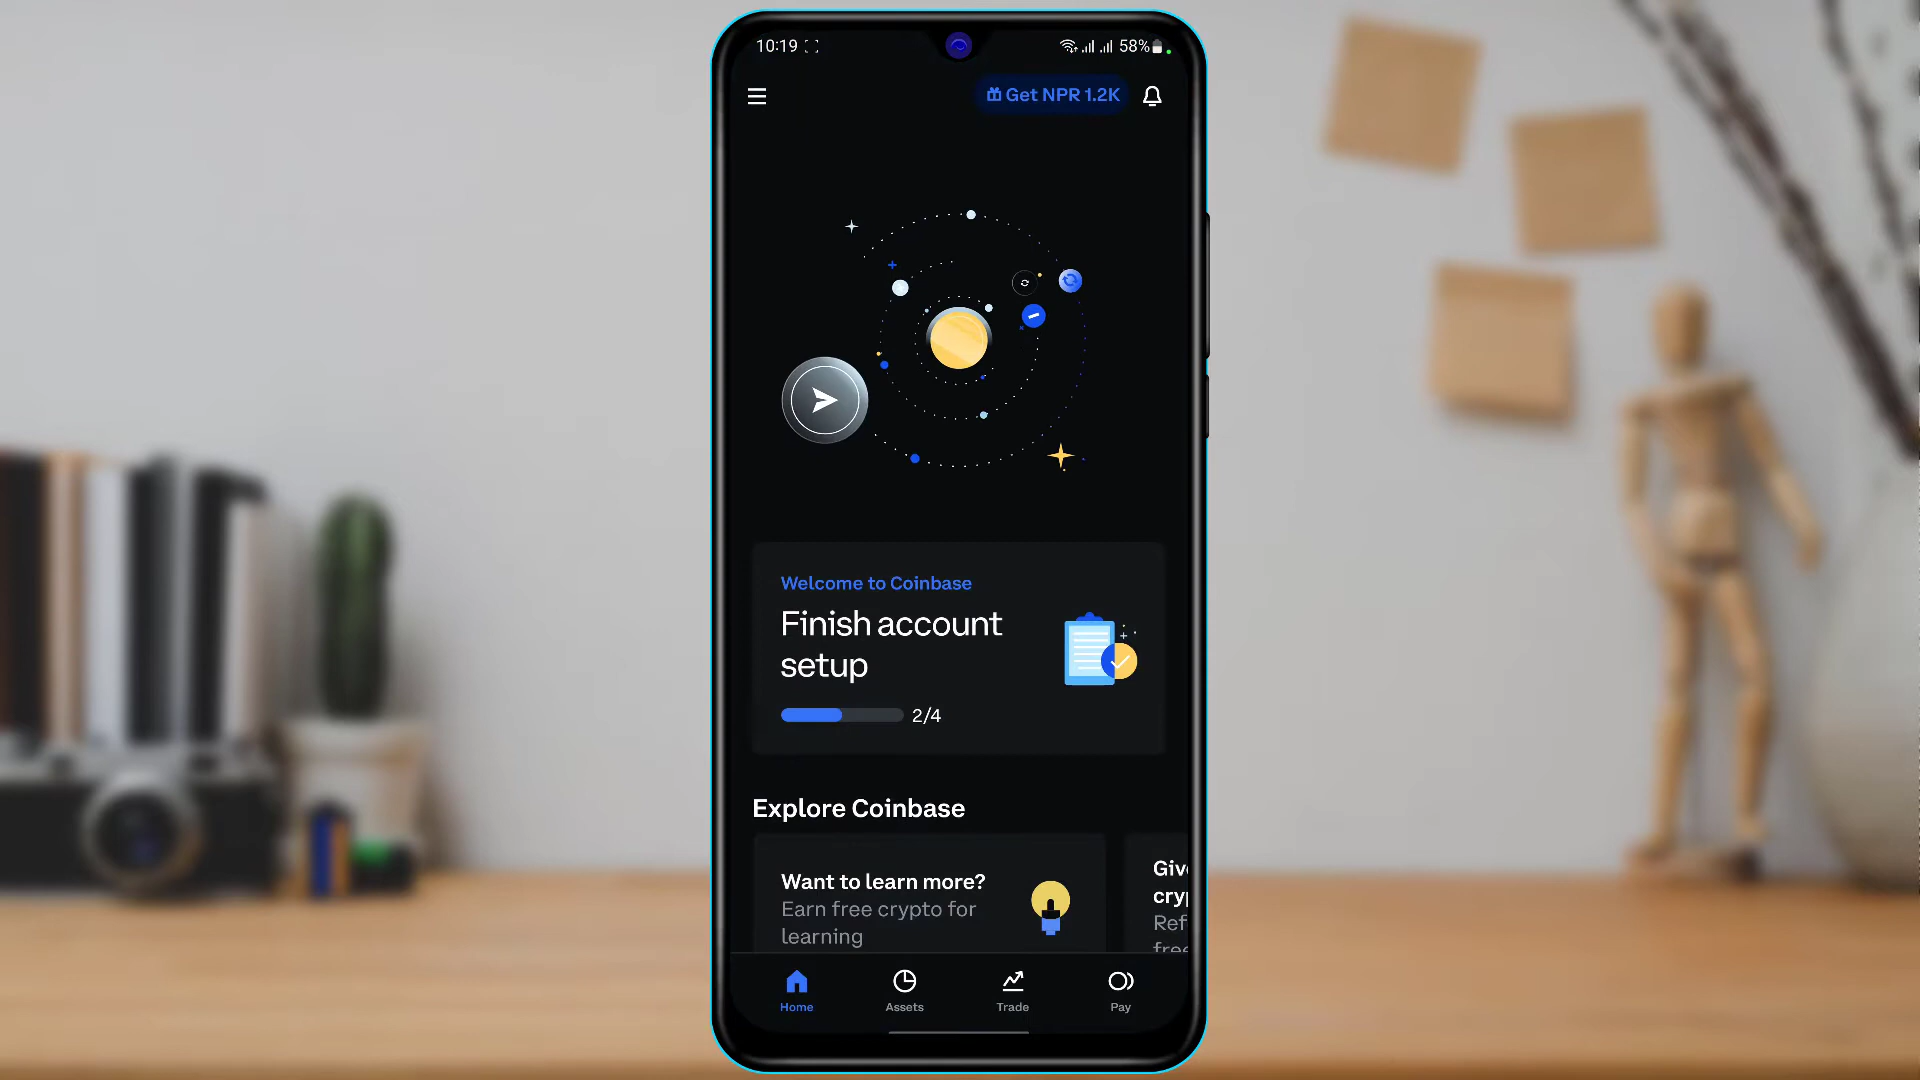 10:19
58%
Get NPR 1.2K
Welcome to Coinbase
Finish account
setup
2/4
Explore Coinbase
Want to learn more?
Earn free crypto for
learning
Home
Assets
Trade
Pay